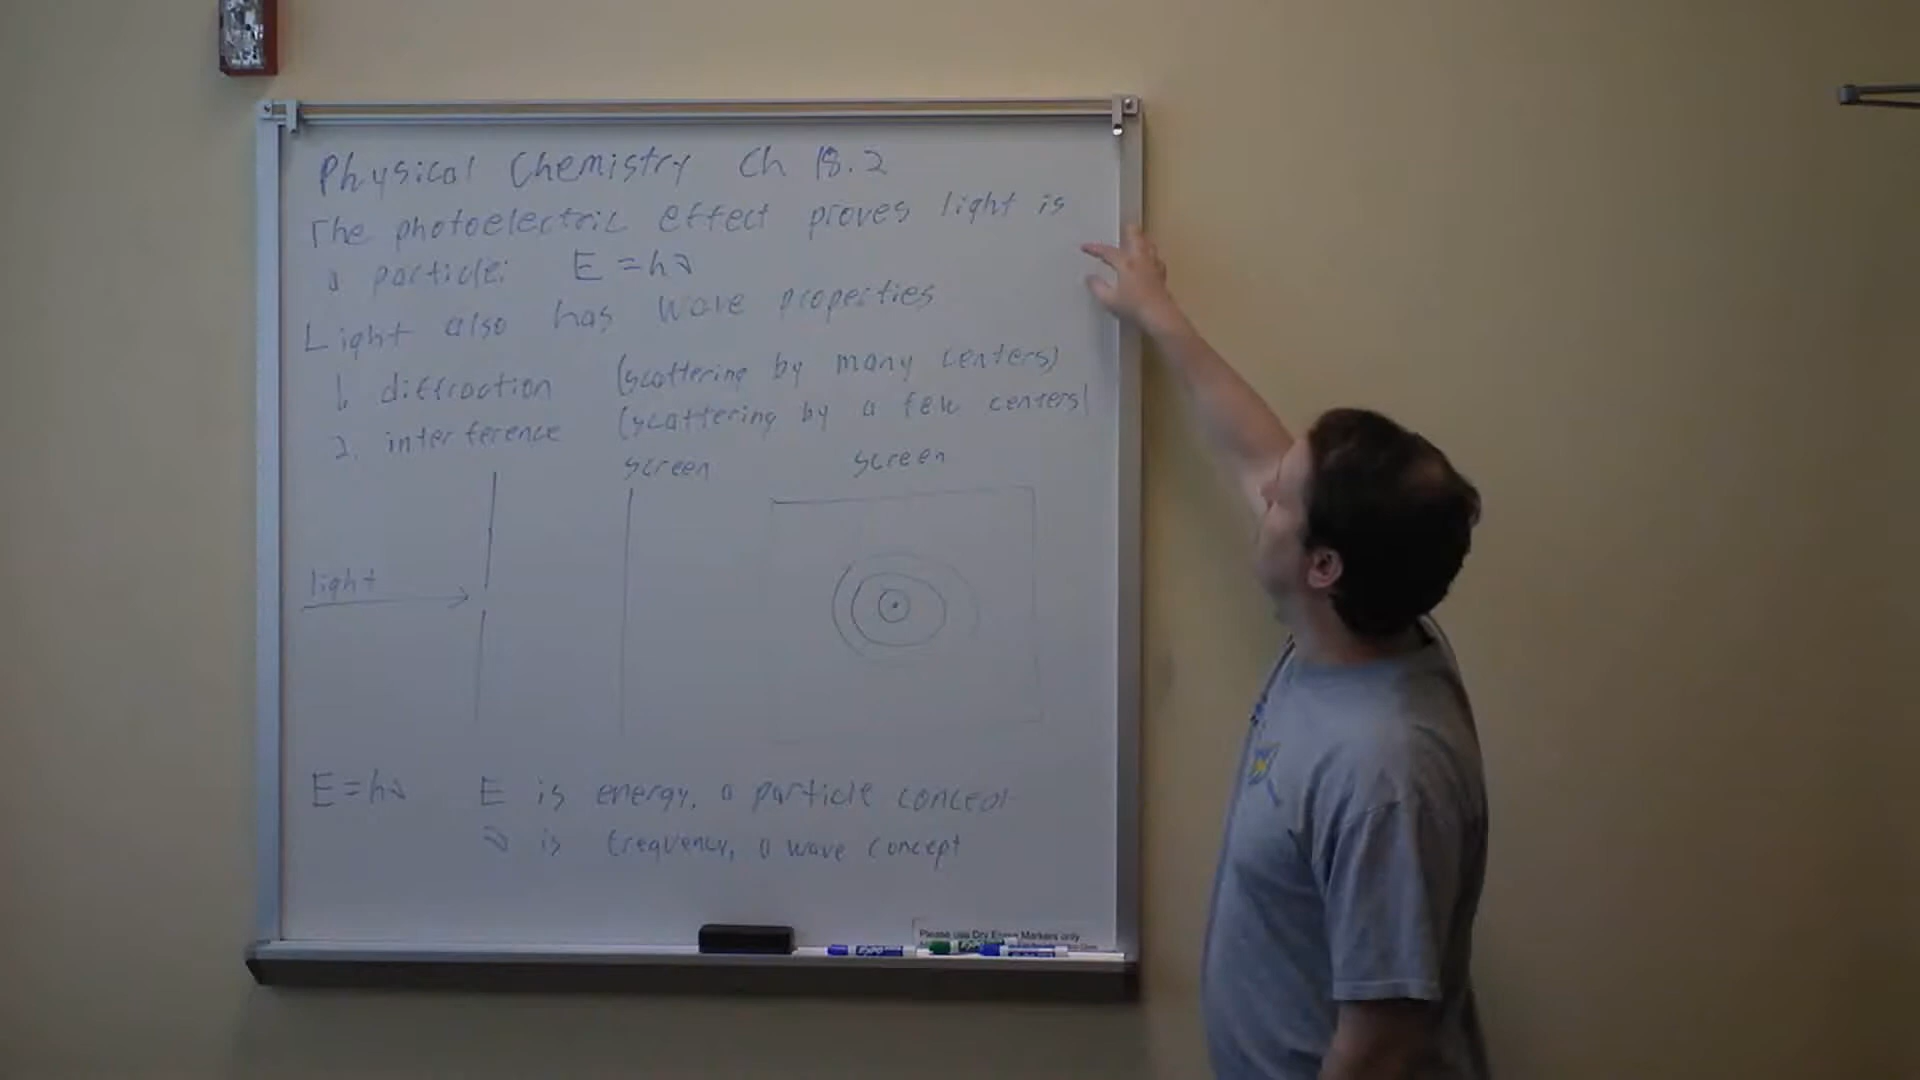 Physical Chemistry Ch 18.2
The photoelectric effect proves light is
a particle: E = hν
Light also has wave properties
1. diffraction (scattering by many centers)
2. interference (scattering by a few centers)
screen screen
light
E = hν E is energy, a particle concept
ν is frequency, a wave concept
Please use Dry Erase Markers only
EXPO